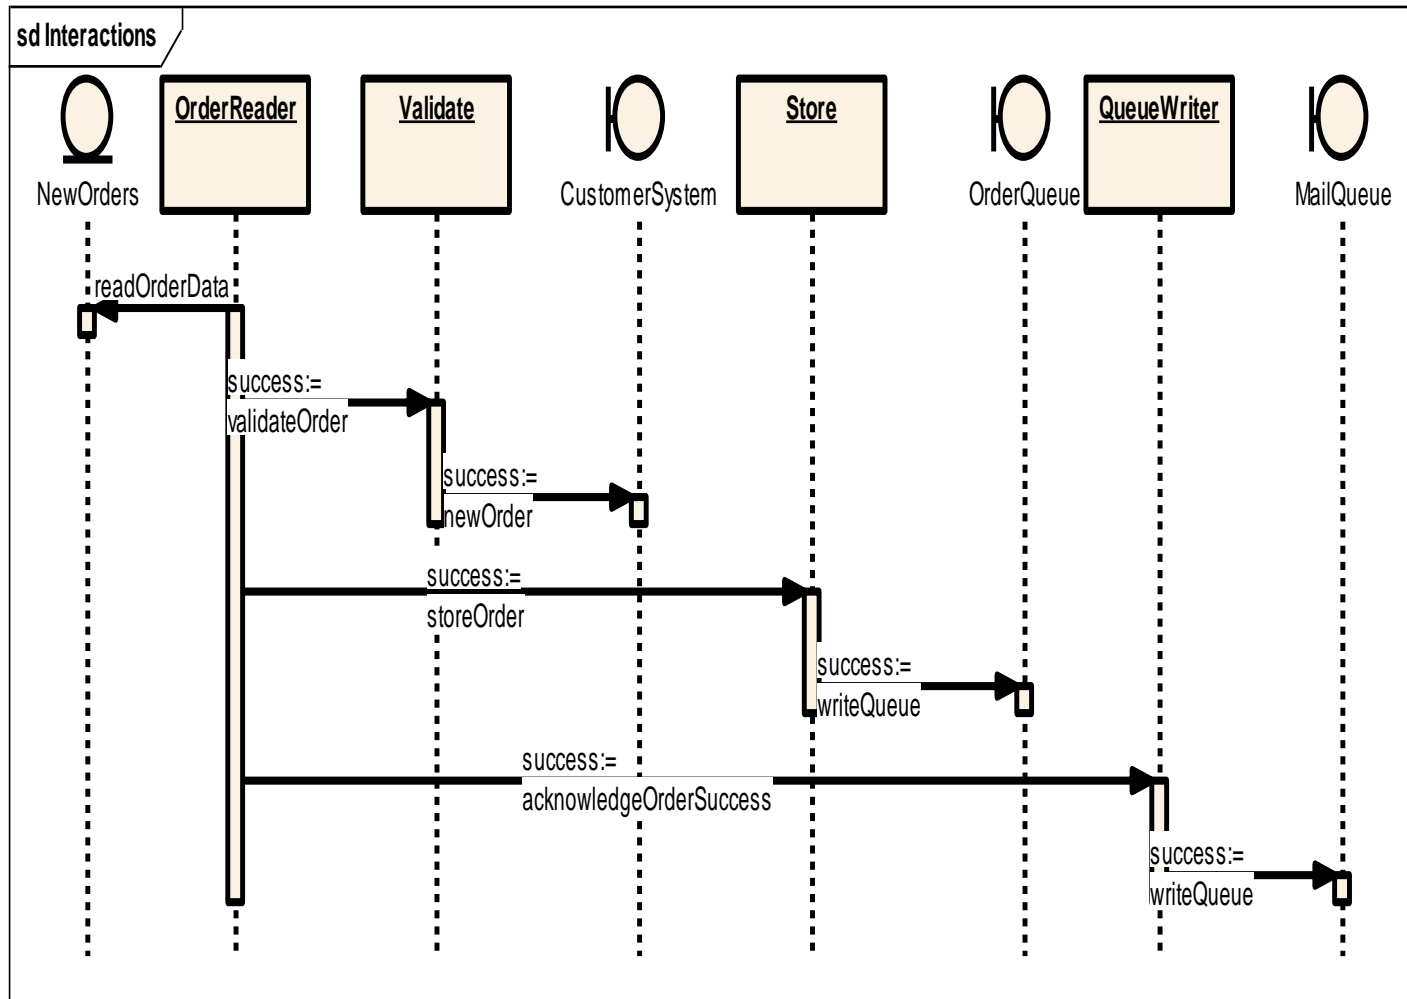 sd Interactions
NewOrders
OrderReader
Validate
CustomerSystem
Store
OrderQueue
QueueWriter
MailQueue
readOrderData
success:=
validateOrder
success:=
newOrder
success:=
storeOrder
success:=
writeQueue
success:=
acknowledgeOrderSuccess
success:=
writeQueue